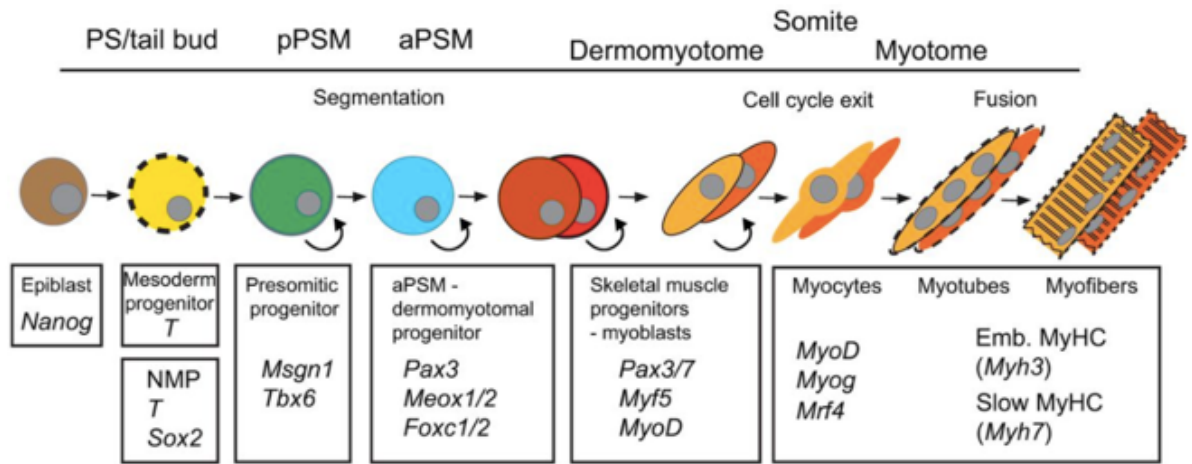 Somite
PS/tail bud pPSM aPSM Dermomyotome Myotome
Segmentation Cell cycle exit Fusion
Epiblast
Nanog
Mesoderm
progenitor
T
NMP
T
Sox2
Presomitic
progenitor
Msgn1
Tbx6
aPSM -
dermomyotomal
progenitor
Pax3
Meox1/2
Foxc1/2
Skeletal muscle
progenitors
- myoblasts
Pax3/7
Myf5
MyoD
Myocytes Myotubes Myofibers
MyoD
Myog
Mrf4
Emb. MyHC
(Myh3)
Slow MyHC
(Myh7)